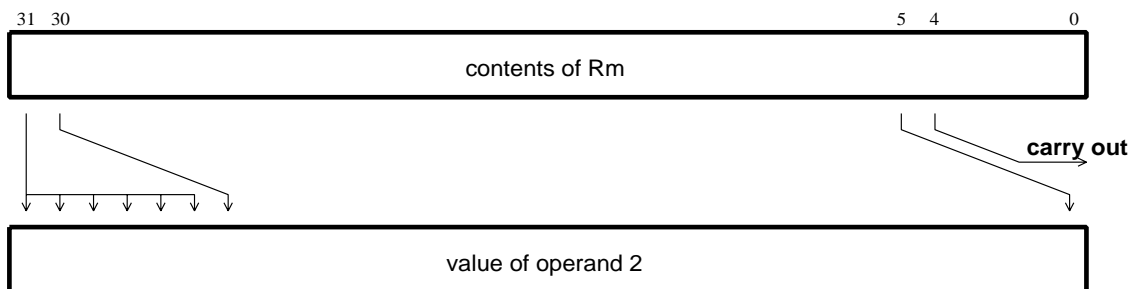 31 30 5 4 0
contents of Rm
carry out
value of operand 2